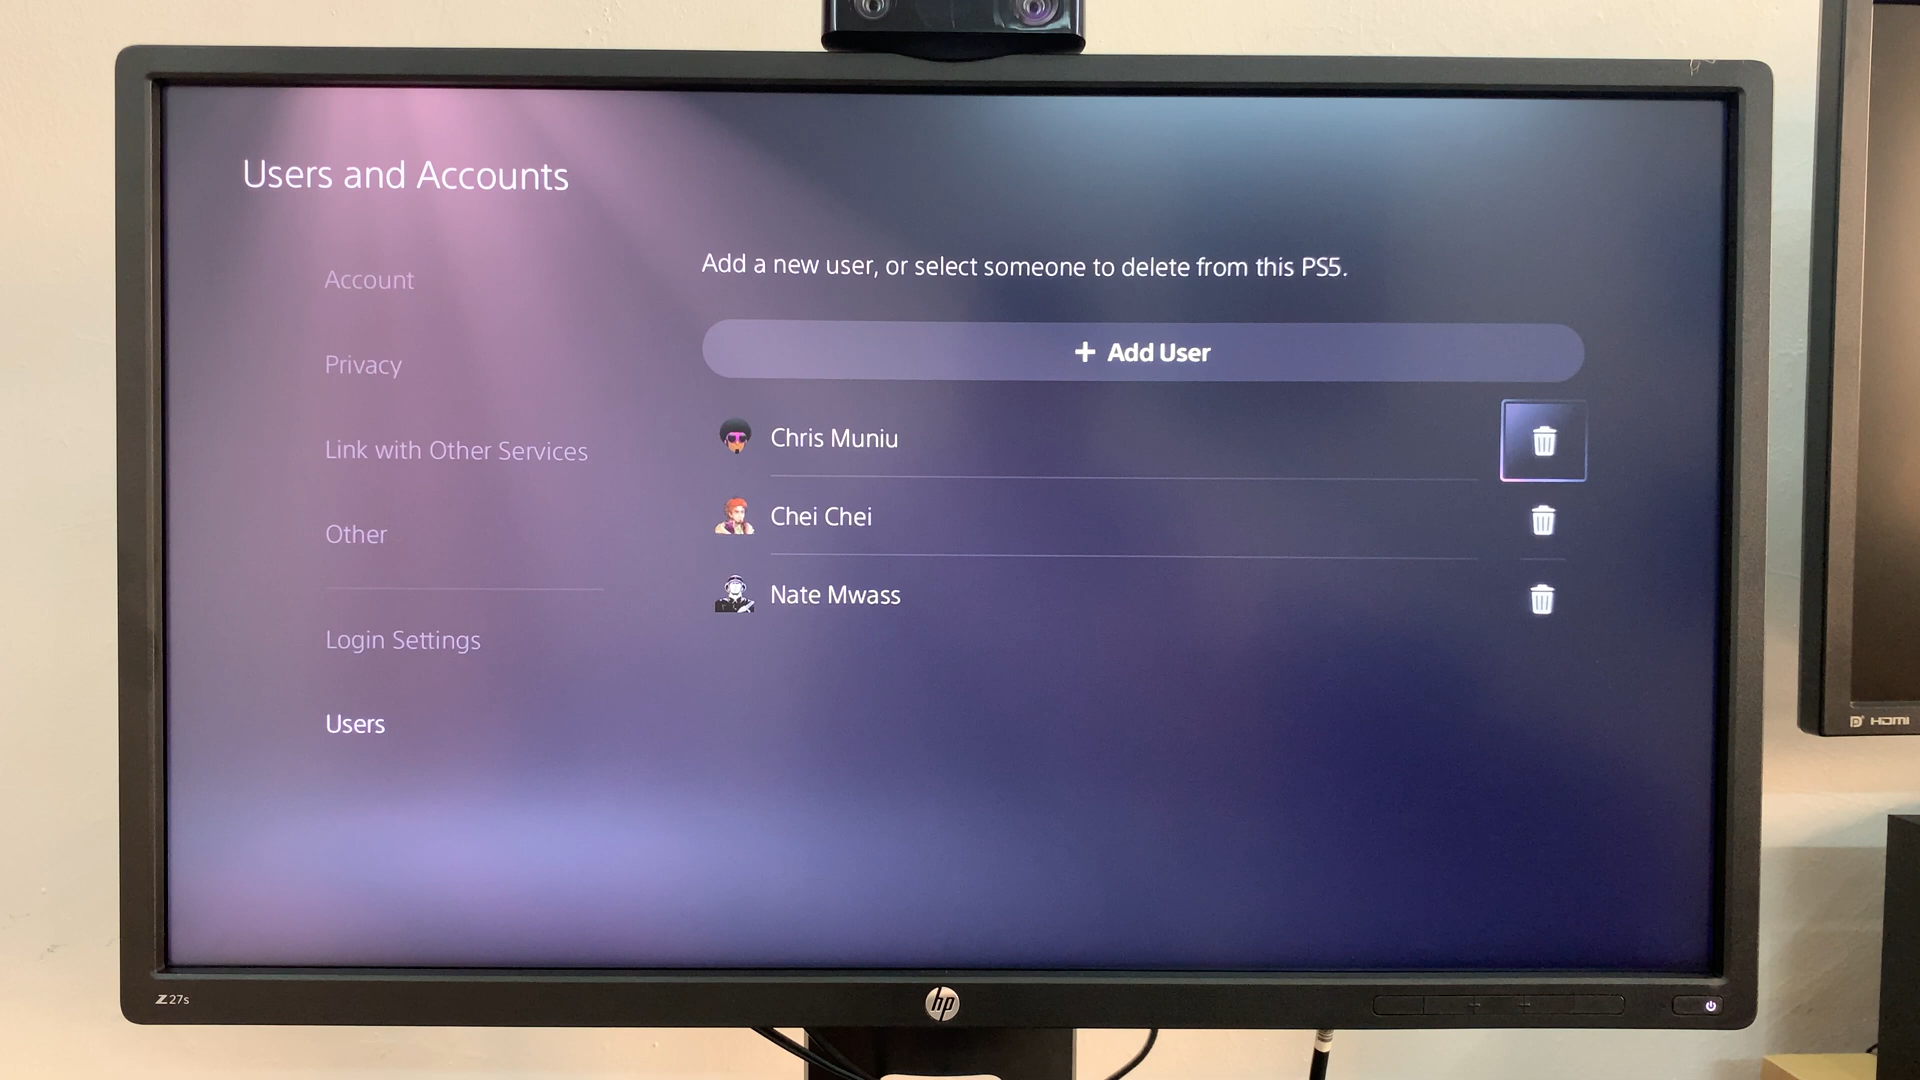 Users and Accounts
Account
Privacy
Link with Other Services
Other
Login Settings
Users
Add a new user, or select someone to delete from this PS5.
+ Add User
Chris Muniu
Chei Chei
Nate Mwass
Z27s
hp
HDMI